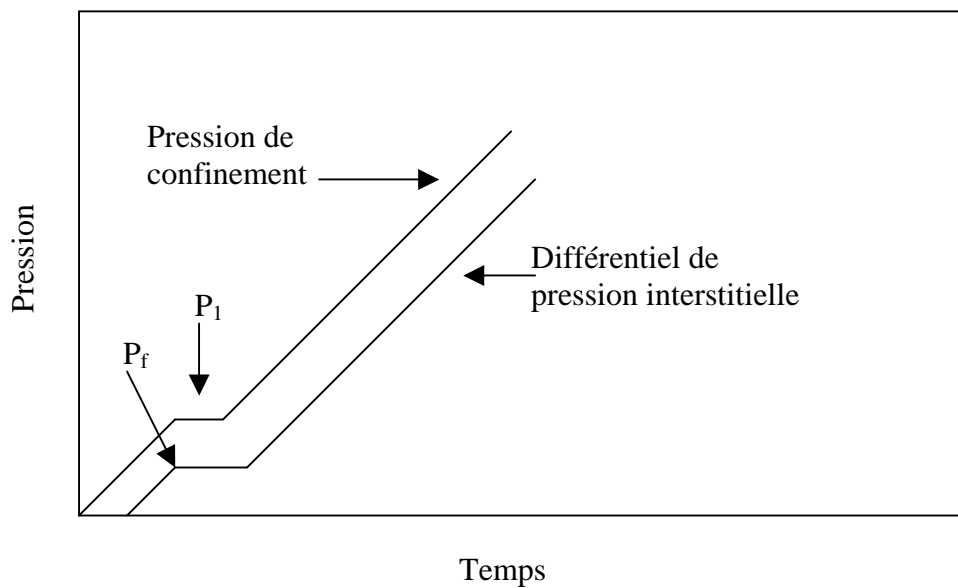 Pression de
confinement
Différentiel de
pression interstitielle
P₁
Pf
Pression
Temps